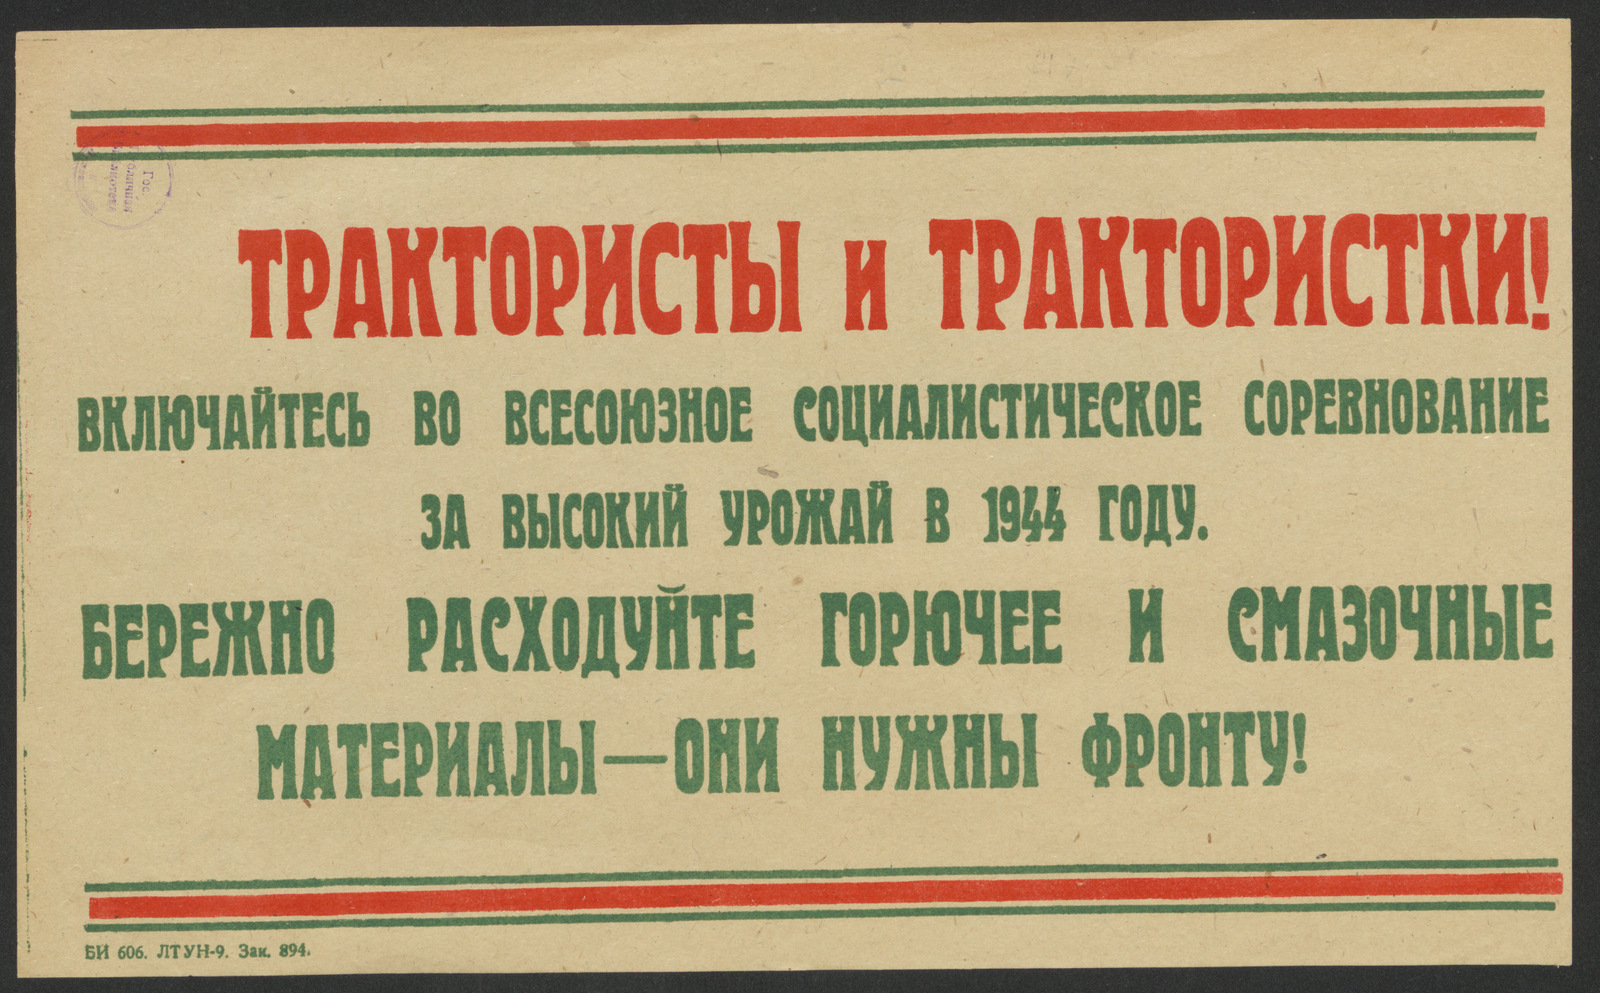 Гос.
ТРАКТОРИСТЫ и ТРАКТОРИСТКИ!
ВКЛЮЧАЙТЕСЬ ВО ВСЕСОЮЗНОЕ СОЦИАЛИСТИЧЕСКОЕ СОРЕВНОВАНИЕ
ЗА ВЫСОКИЙ УРОЖАЙ В 1944 ГОДУ.
БЕРЕЖНО РАСХОДУЙТЕ ГОРЮЧЕЕ И СМАЗОЧНЫЕ
МАТЕРИАЛЫ—ОНИ НУЖНЫ ФРОНТУ!
БИ 606. ЛТУН-9. Зак. 894.